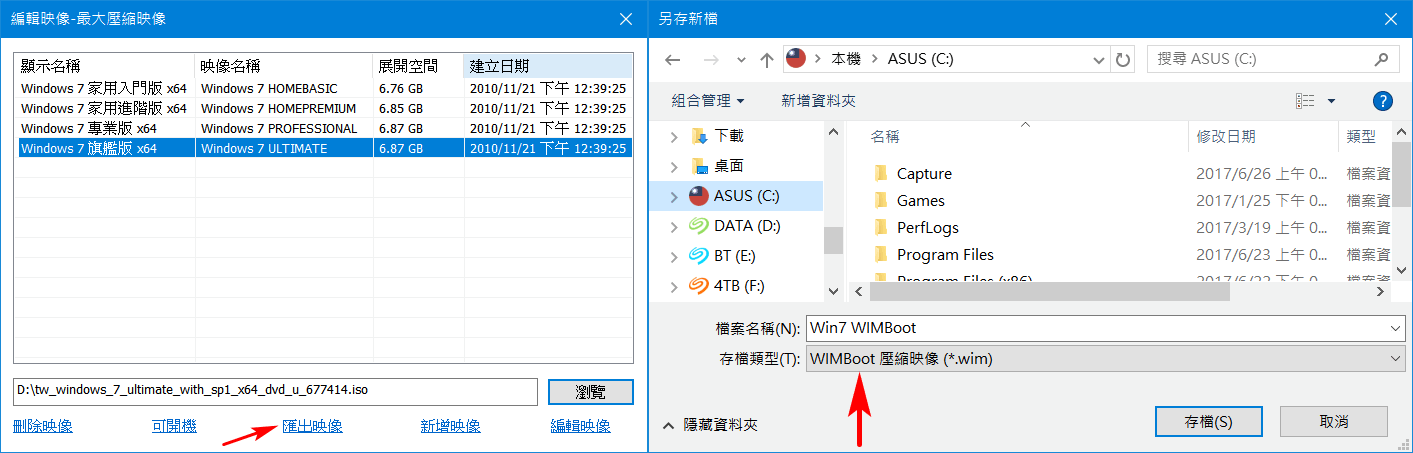 編輯映像-最大壓縮映像
顯示名稱 映像名稱 展開空間 建立日期
Windows 7 家用入門版 x64 Windows 7 HOMEBASIC 6.76 GB 2010/11/21 下午 12:39:25
Windows 7 家用進階版 x64 Windows 7 HOMEPREMIUM 6.85 GB 2010/11/21 下午 12:39:25
Windows 7 專業版 x64 Windows 7 PROFESSIONAL 6.87 GB 2010/11/21 下午 12:39:25
Windows 7 旗艦版 x64 Windows 7 ULTIMATE 6.87 GB 2010/11/21 下午 12:39:25
D:\tw_windows_7_ultimate_with_sp1_x64_dvd_u_677414.iso 瀏覽
刪除映像 可開機 匯出映像 新增映像 編輯映像
另存新檔
本機 ASUS (C:) 搜尋 ASUS (C:)
組合管理 新增資料夾 ?
下載
桌面
ASUS (C:)
DATA (D:)
BT (E:)
4TB (F:)
名稱 修改日期 類型
Capture 2017/6/26 上午 0... 檔案資
Games 2017/1/25 下午 0... 檔案資
PerfLogs 2017/3/19 上午 0... 檔案資
Program Files 2017/6/23 上午 0... 檔案資
Program Files (x86) 2017/6/22 下午 0... 檔案資
檔案名稱(N): Win7 WIMBoot
存檔類型(T): WIMBoot 壓縮映像 (*.wim)
隱藏資料夾 存檔(S) 取消